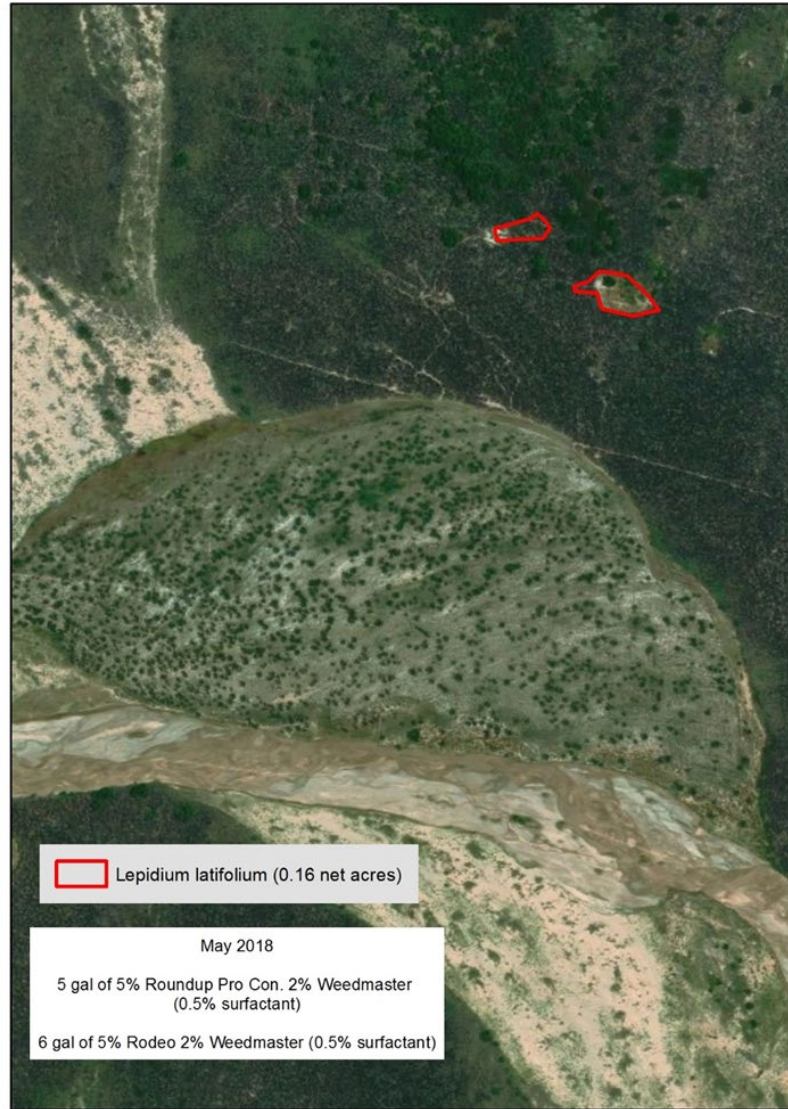 Lepidium latifolium (0.16 net acres)
May 2018
5 gal of 5% Roundup Pro Con. 2% Weedmaster
(0.5% surfactant)
6 gal of 5% Rodeo 2% Weedmaster (0.5% surfactant)